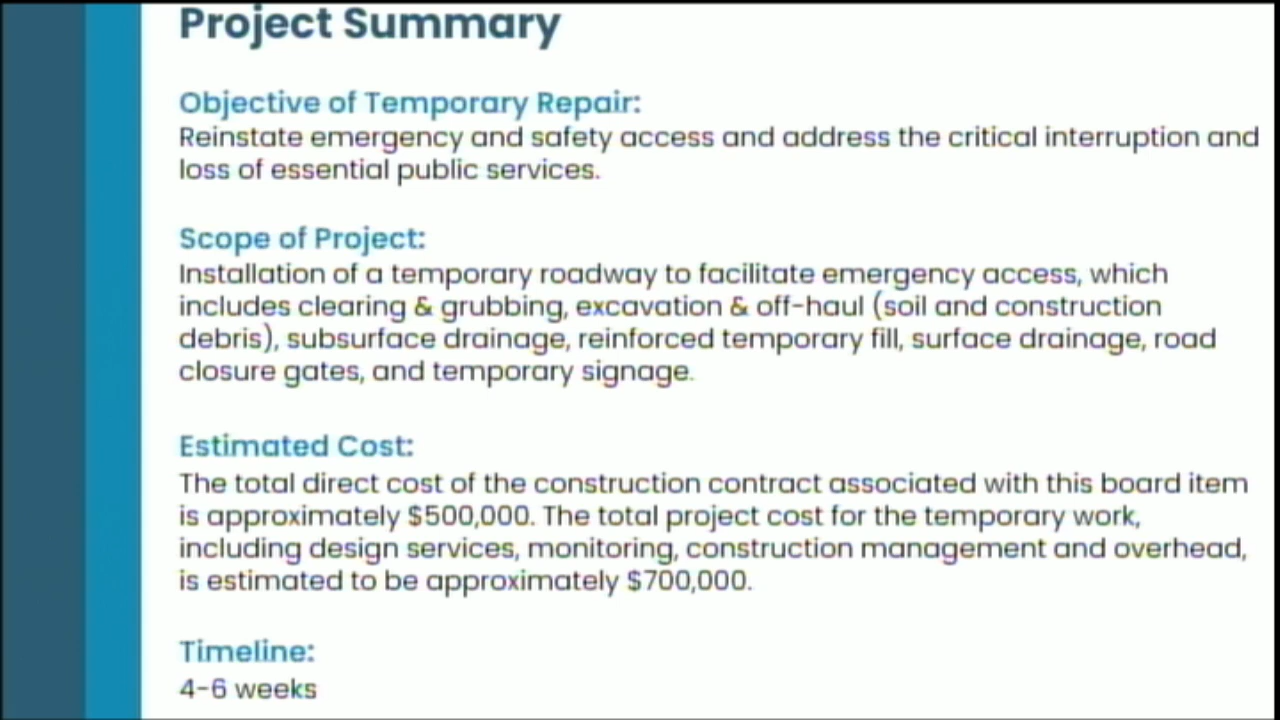 Project Summary
Objective of Temporary Repair:
Reinstate emergency and safety access and address the critical interruption and
loss of essential public services.
Scope of Project:
Installation of a temporary roadway to facilitate emergency access, which
includes clearing & grubbing, excavation & off-haul (soil and construction
debris), subsurface drainage, reinforced temporary fill, surface drainage, road
closure gates, and temporary signage.
Estimated Cost:
The total direct cost of the construction contract associated with this board item
is approximately $500,000. The total project cost for the temporary work,
including design services, monitoring, construction management and overhead,
is estimated to be approximately $700,000.
Timeline:
4-6 weeks